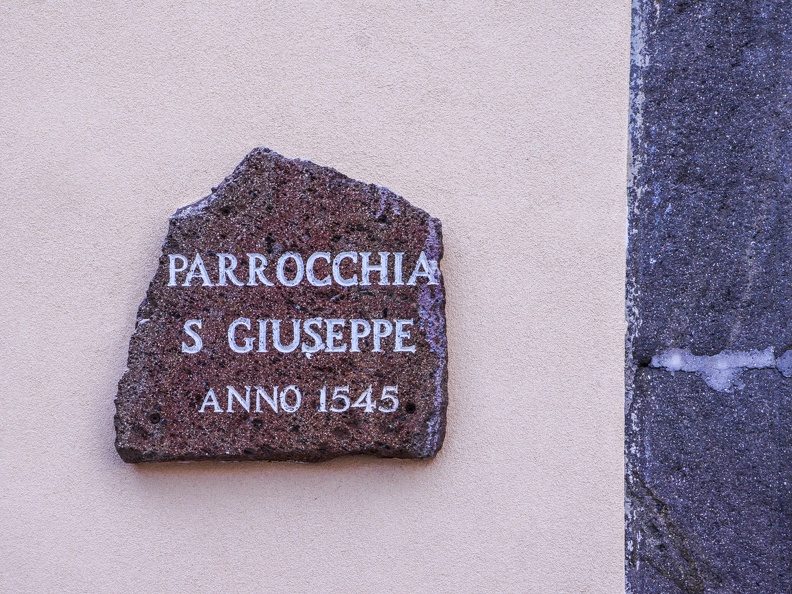 PARROCCHIA
S GIUSEPPE
ANNO 1545